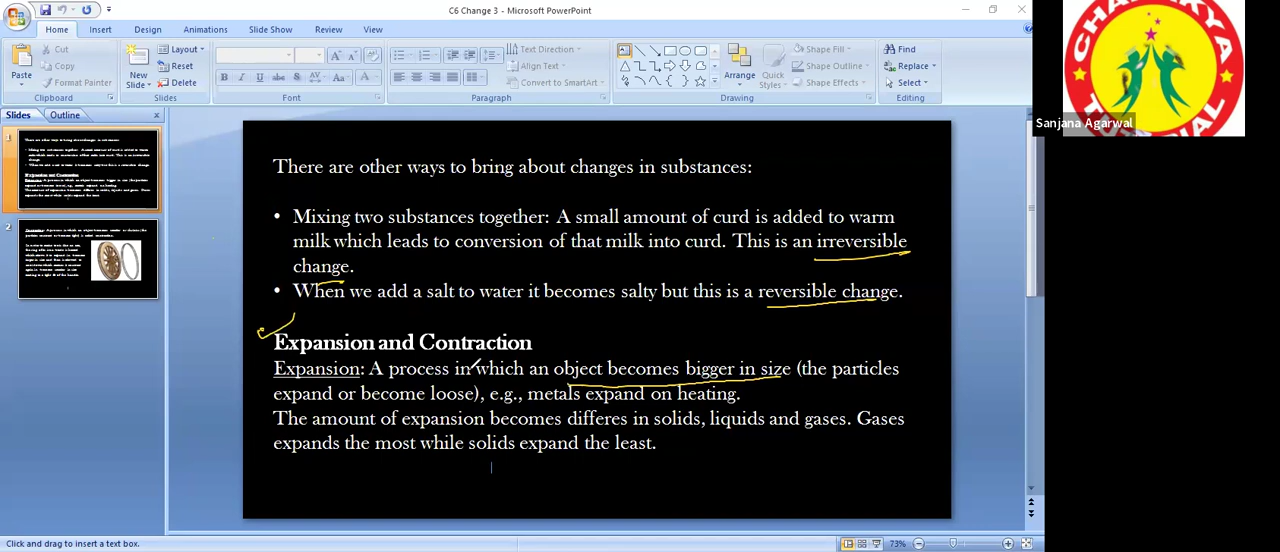 C6 Change 3 - Microsoft PowerPoint
Home Insert Design Animations Slide Show Review View
Paste
Cut
Copy
Format Painter
Clipboard
New Slide
Layout
Reset
Delete
Slides
Font
Paragraph
Text Direction
Align Text
Convert to SmartArt
Drawing
Arrange
Quick Styles
Shape Fill
Shape Outline
Shape Effects
Find
Replace
Select
Editing
Slides Outline
1
2
There are other ways to bring about changes in substances:
• Mixing two substances together: A small amount of curd is added to warm
milk which leads to conversion of that milk into curd. This is an irreversible
change.
• When we add a salt to water it becomes salty but this is a reversible change.
Expansion and Contraction
Expansion: A process in which an object becomes bigger in size (the particles
expand or become loose), e.g., metals expand on heating.
The amount of expansion becomes differes in solids, liquids and gases. Gases
expands the most while solids expand the least.
Sanjana Agarwal
Click and drag to insert a text box.
73%